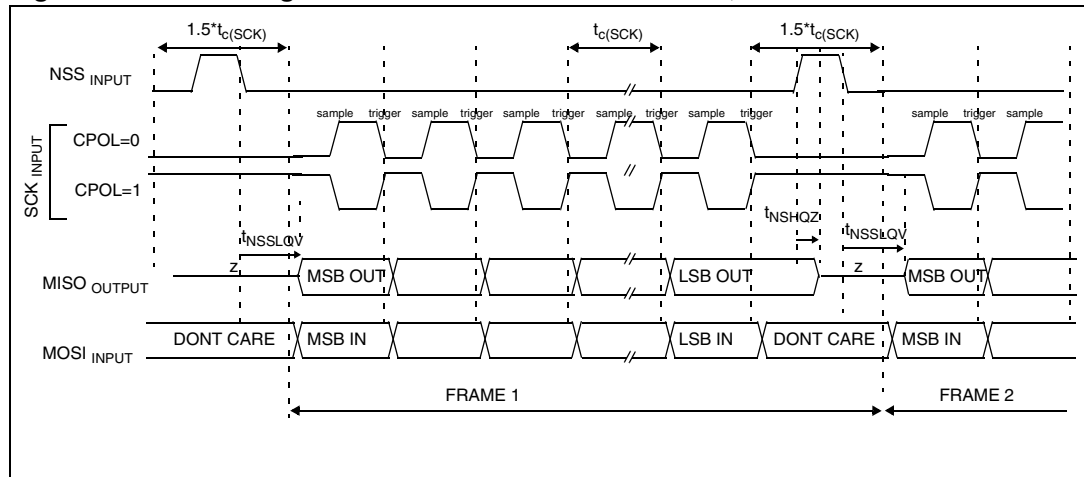 1.5*tc(SCK) tc(SCK) 1.5*tc(SCK)
NSS INPUT
sample trigger sample trigger sample trigger sample trigger sample trigger sample trigger sample
SCK INPUT
CPOL=0
CPOL=1
tNSHQZ
tNSSLQV tNSSLQV
MISO OUTPUT z MSB OUT LSB OUT z MSB OUT
MOSI INPUT DONT CARE MSB IN LSB IN DONT CARE MSB IN
FRAME 1 FRAME 2